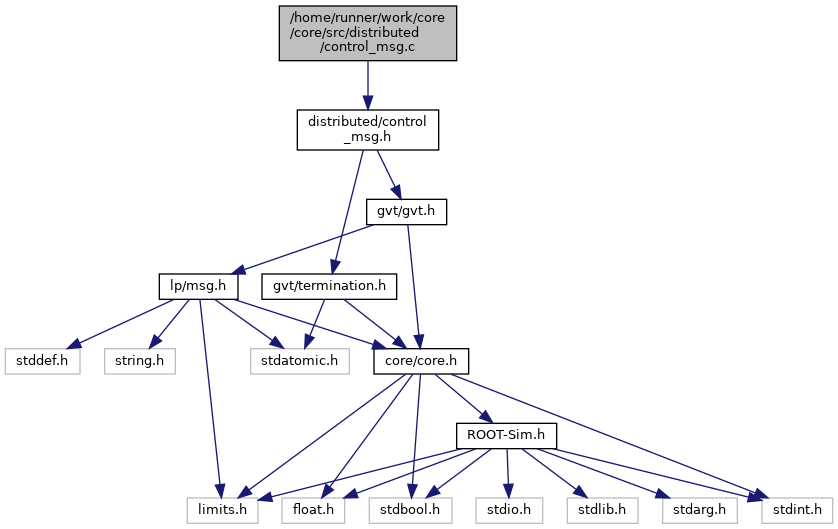 /home/runner/work/core
/core/src/distributed
/control_msg.c
distributed/control
_msg.h
gvt/gvt.h
lp/msg.h
gvt/termination.h
stddef.h
string.h
stdatomic.h
core/core.h
ROOT-Sim.h
limits.h
float.h
stdbool.h
stdio.h
stdlib.h
stdarg.h
stdint.h